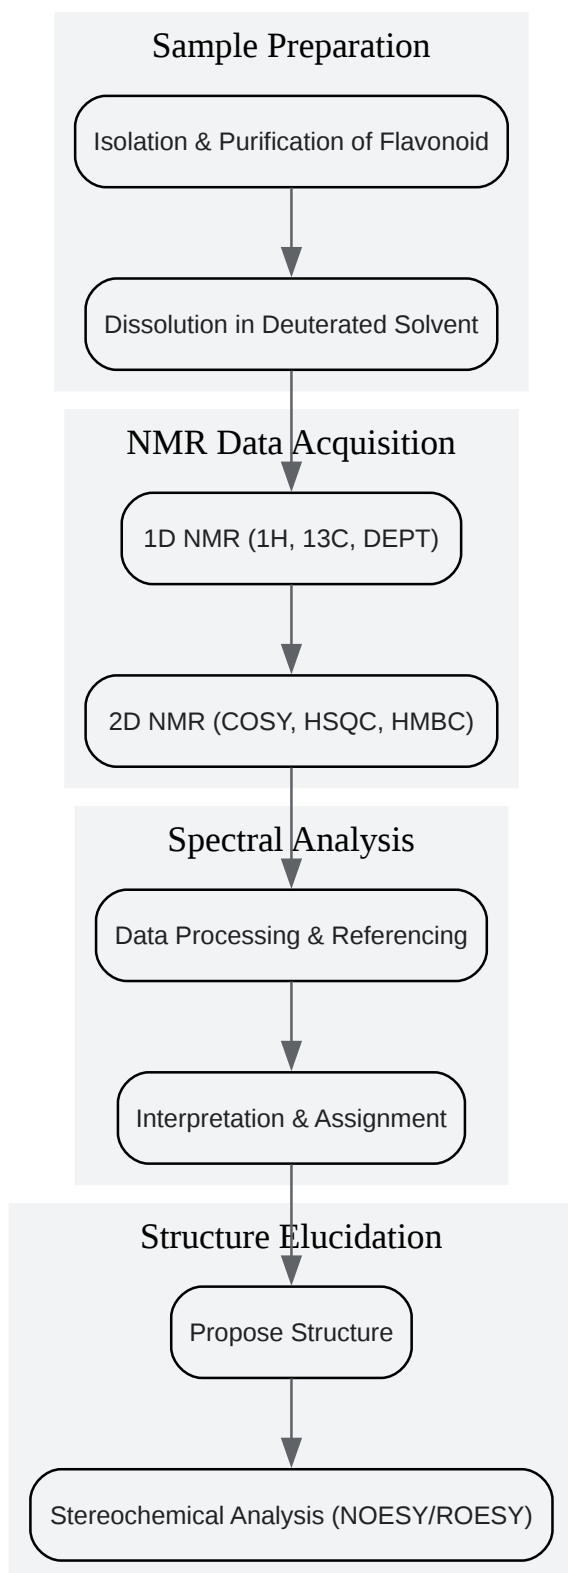 Sample Preparation
Isolation & Purification of Flavonoid
Dissolution in Deuterated Solvent
NMR Data Acquisition
1D NMR (1H, 13C, DEPT)
2D NMR (COSY, HSQC, HMBC)
Spectral Analysis
Data Processing & Referencing
Interpretation & Assignment
Structure Elucidation
Propose Structure
Stereochemical Analysis (NOESY/ROESY)